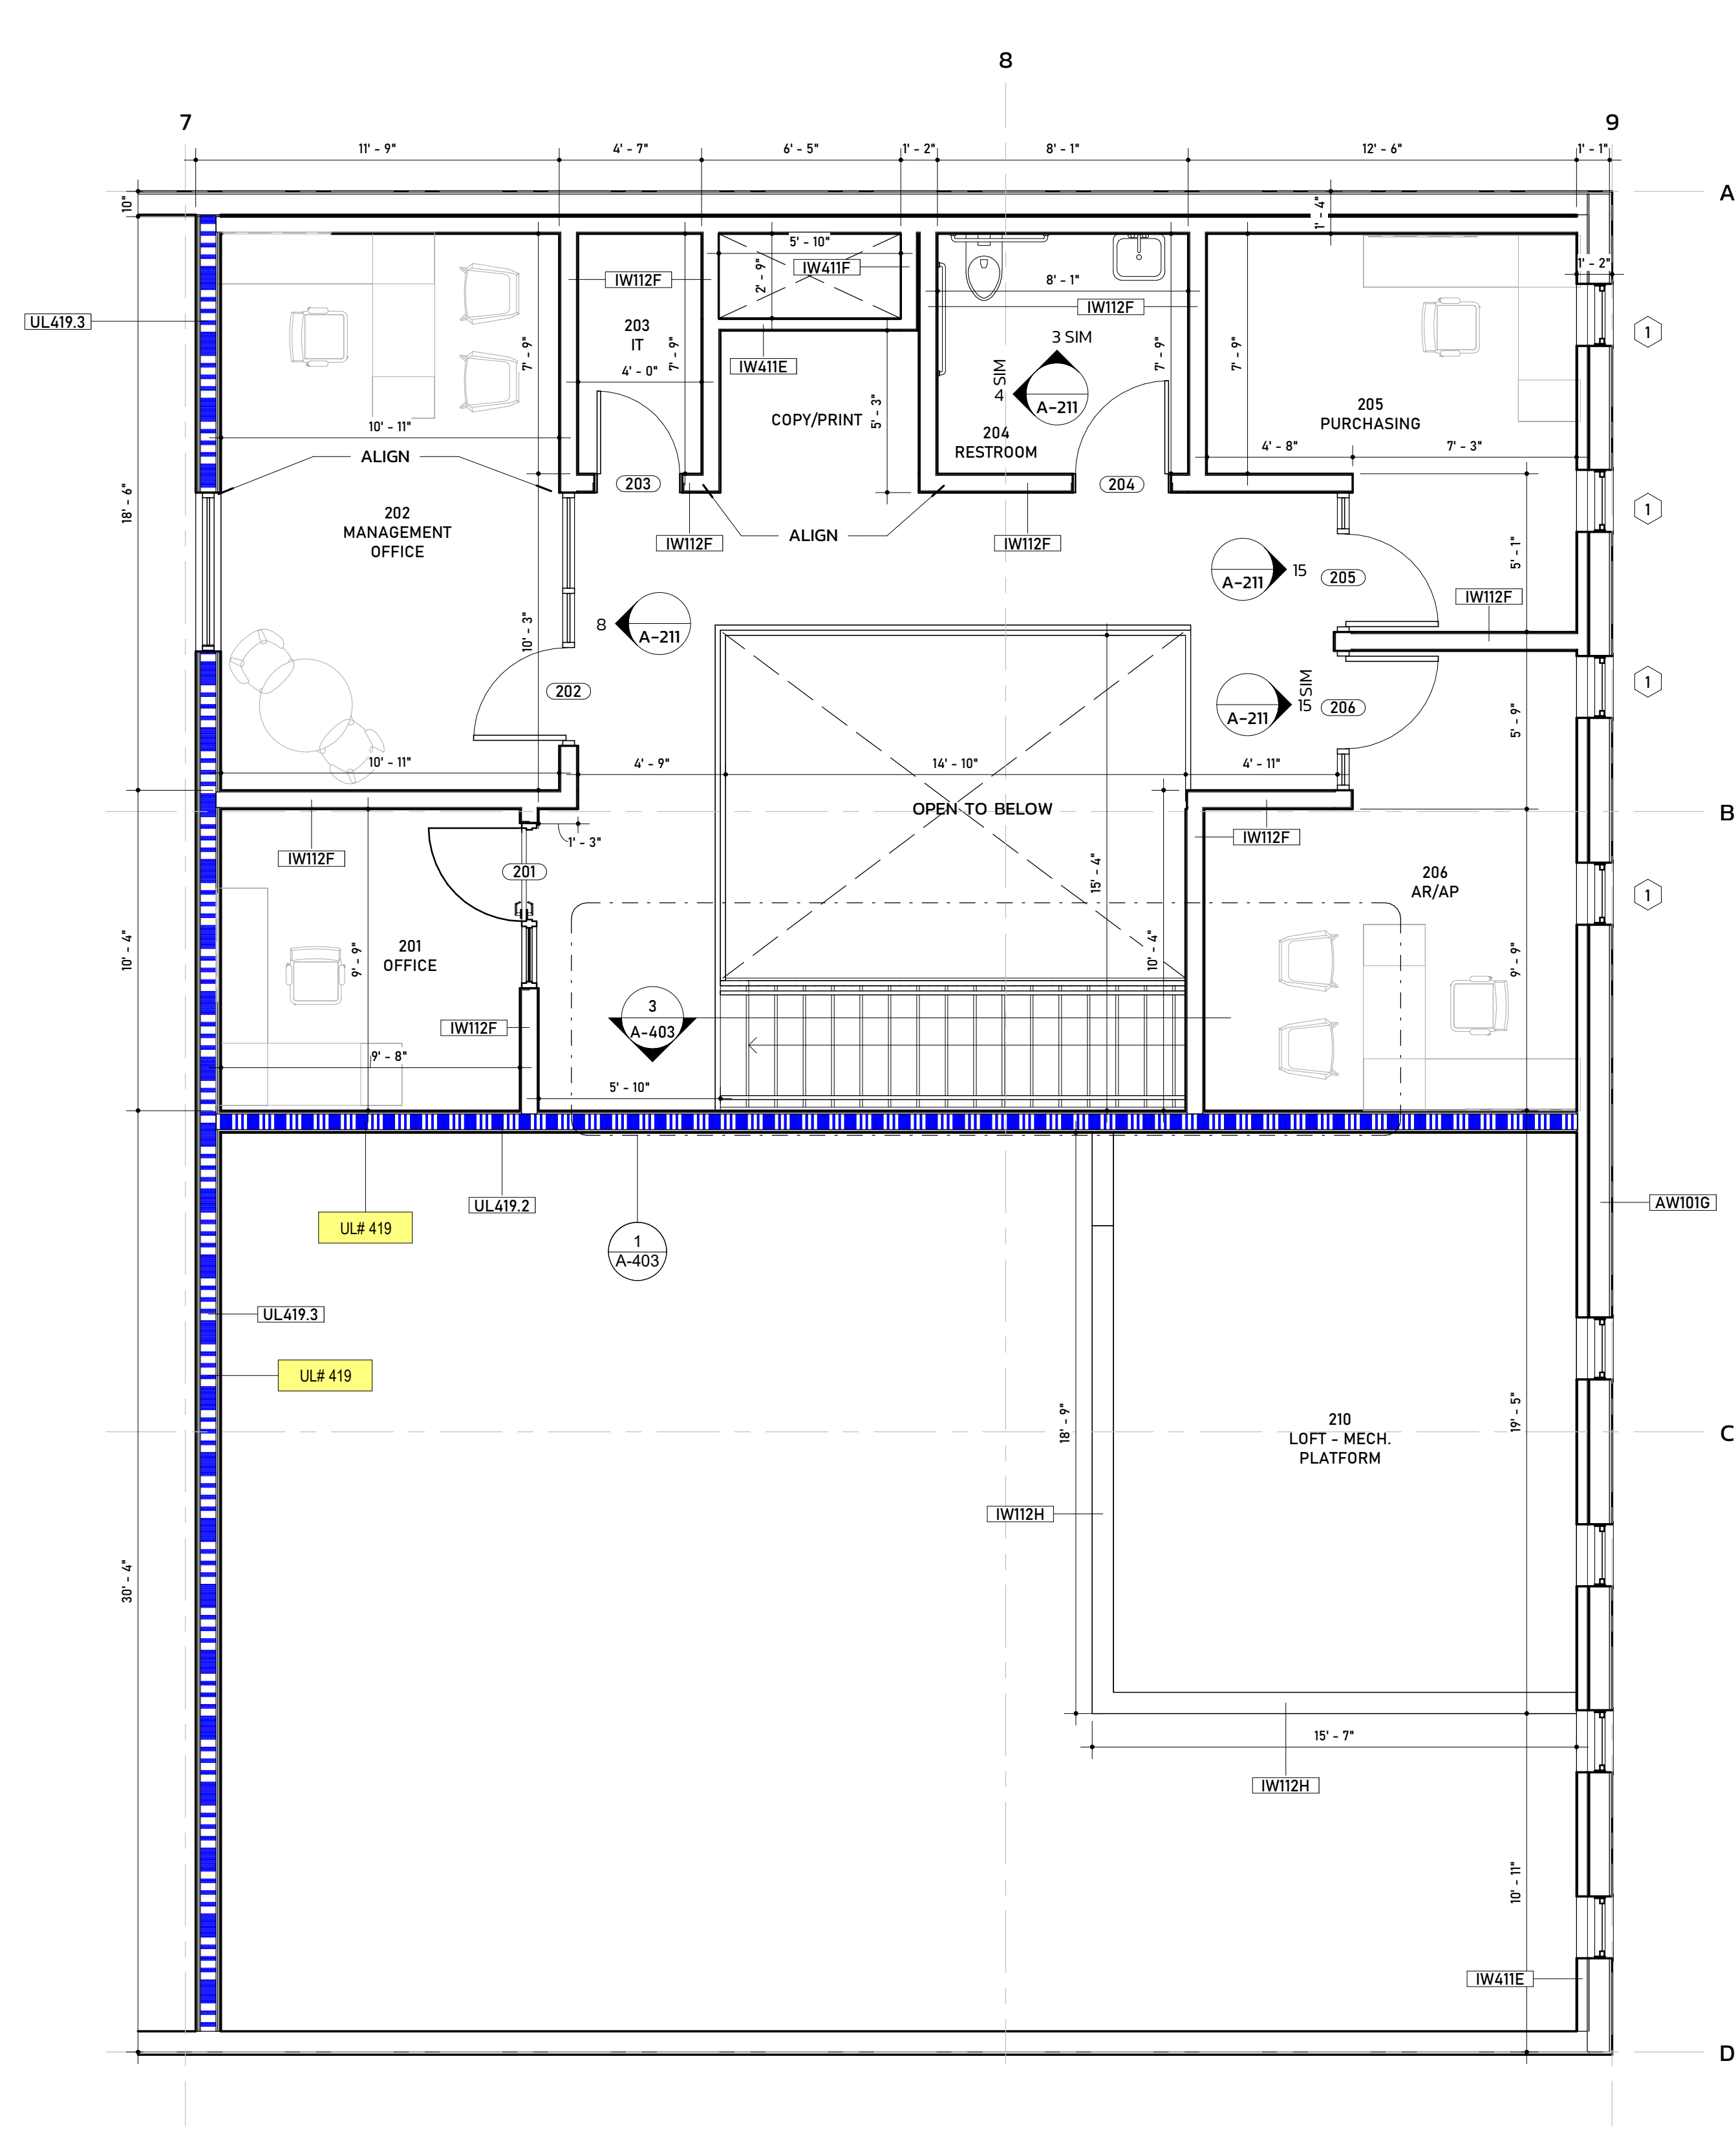 8
7
9
11' - 9"
4' - 7"
6' - 5"
1' - 2"
8' - 1"
12' - 6"
1' - 1"
A
10"
1' - 4"
5' - 10"
IW411F
2' - 9"
IW112F
8' - 1"
IW112F
1' - 2"
UL419.3
203
IT
7' - 9"
7' - 9"
4' - 0"
IW411E
3 SIM
4 SIM
A-211
7' - 9"
7' - 9"
1
COPY/PRINT
5' - 3"
204
RESTROOM
205
PURCHASING
10' - 11"
4' - 8"
7' - 3"
ALIGN
18' - 6"
203
204
202
MANAGEMENT
OFFICE
IW112F
ALIGN
IW112F
1
A-211
15
205
5' - 1"
IW112F
8
A-211
10' - 3"
202
A-211
15 SIM
206
1
5' - 9"
10' - 11"
4' - 9"
14' - 10"
4' - 11"
OPEN TO BELOW
B
1' - 3"
IW112F
IW112F
201
15' - 4"
206
AR/AP
1
10' - 4"
201
OFFICE
9' - 9"
10' - 4"
9' - 9"
3
A-403
IW112F
9' - 8"
5' - 10"
UL419.2
UL# 419
1
A-403
AW101G
UL419.3
UL# 419
18' - 9"
210
LOFT - MECH.
PLATFORM
19' - 5"
C
IW112H
30' - 4"
15' - 7"
IW112H
10' - 11"
IW411E
D